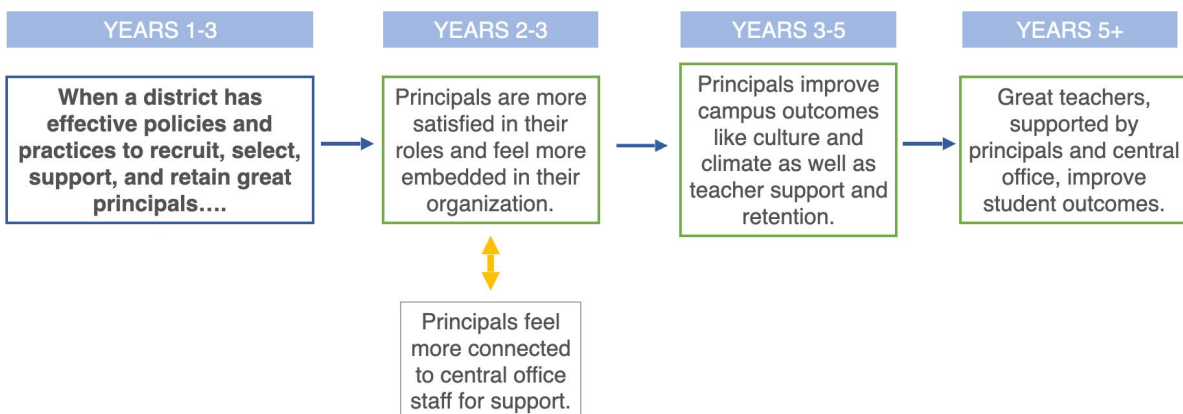 YEARS 1-3
When a district has
effective policies and
practices to recruit, select,
support, and retain great
principals….
YEARS 2-3
Principals are more
satisfied in their
roles and feel more
embedded in their
organization.
Principals feel
more connected
to central office
staff for support.
YEARS 3-5
Principals improve
campus outcomes
like culture and
climate as well as
teacher support and
retention.
YEARS 5+
Great teachers,
supported by
principals and central
office, improve
student outcomes.